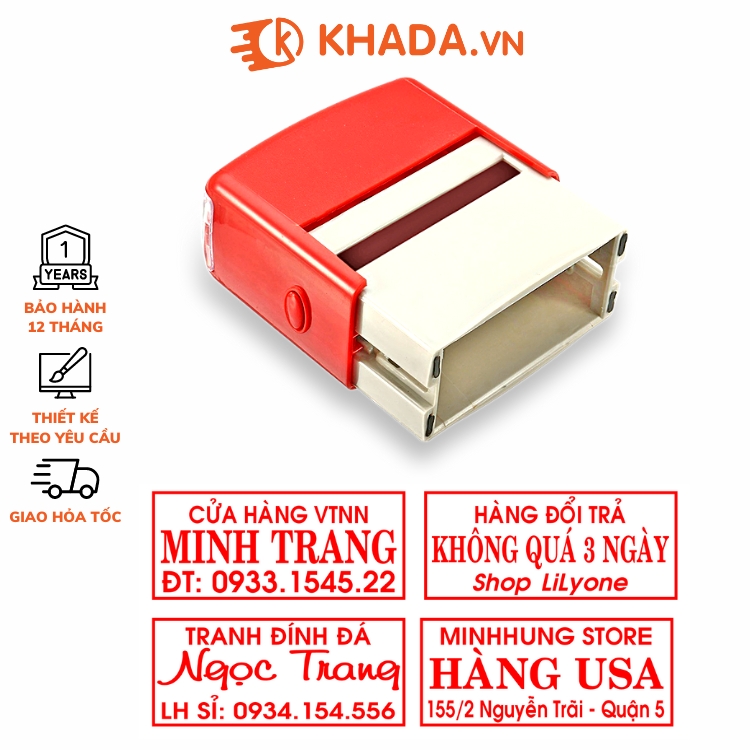 KHADA.vn
1
YEARS
BẢO HÀNH
12 THÁNG
THIẾT KẾ
THEO YÊU CẦU
GIAO HỎA TỐC
CỬA HÀNG VTNN
MINH TRANG
ĐT: 0933.1545.22
HÀNG ĐỔI TRẢ
KHÔNG QUÁ 3 NGÀY
Shop LiLyone
TRANH ĐÍNH ĐÁ
Ngọc Trang
LH SỈ: 0934.154.556
MINHHUNG STORE
HÀNG USA
155/2 Nguyễn Trãi - Quận 5